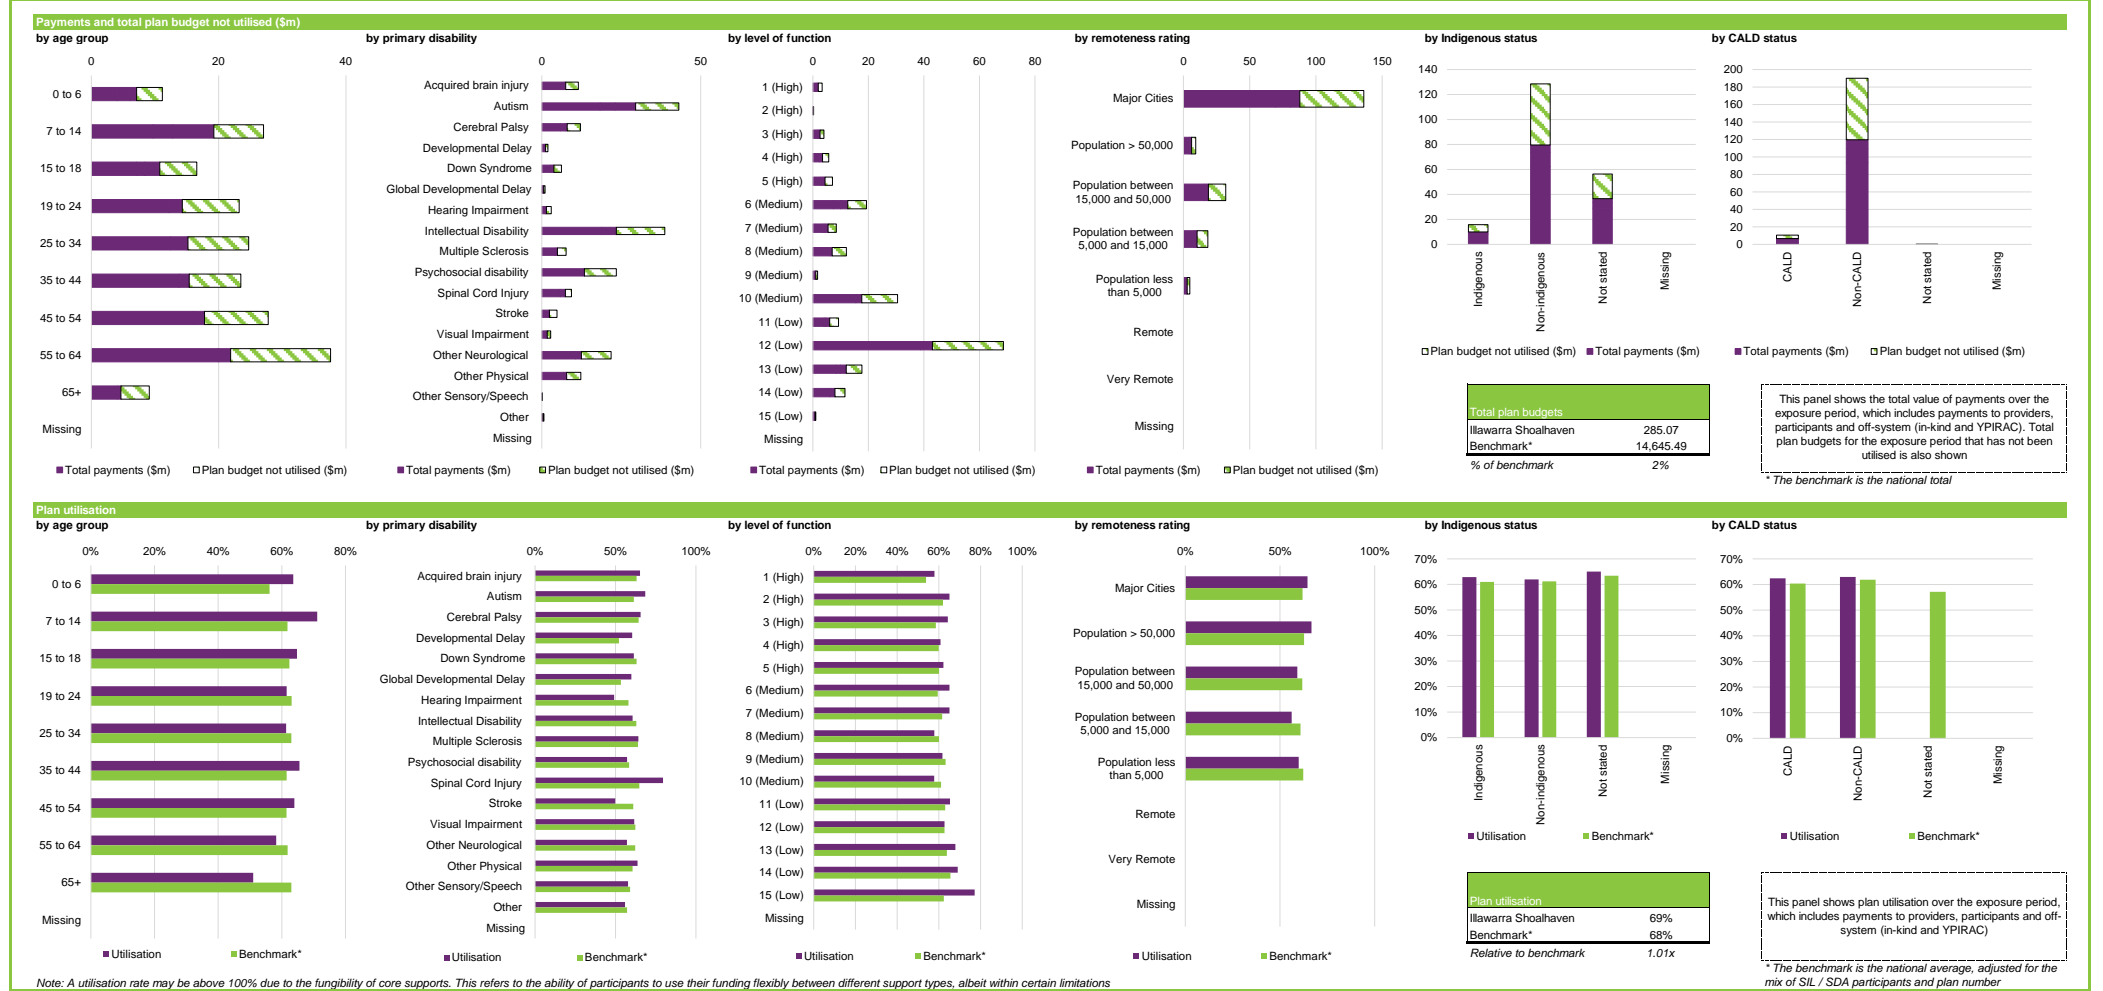 Payments and total plan budget not utilised ($m)
by age group
0 20 40
0 to 6
7 to 14
15 to 18
19 to 24
25 to 34
35 to 44
45 to 54
55 to 64
65+
Missing
Total payments ($m) Plan budget not utilised ($m)
by primary disability
0 50
Acquired brain injury
Autism
Cerebral Palsy
Developmental Delay
Down Syndrome
Global Developmental Delay
Hearing Impairment
Intellectual Disability
Multiple Sclerosis
Psychosocial disability
Spinal Cord Injury
Stroke
Visual Impairment
Other Neurological
Other Physical
Other Sensory/Speech
Other
Missing
Total payments ($m) Plan budget not utilised ($m)
by level of function
0 20 40 60 80
1 (High)
2 (High)
3 (High)
4 (High)
5 (High)
6 (Medium)
7 (Medium)
8 (Medium)
9 (Medium)
10 (Medium)
11 (Low)
12 (Low)
13 (Low)
14 (Low)
15 (Low)
Missing
Total payments ($m) Plan budget not utilised ($m)
by remoteness rating
0 50 100 150
Major Cities
Population > 50,000
Population between
15,000 and 50,000
Population between
5,000 and 15,000
Population less
than 5,000
Remote
Very Remote
Missing
Total payments ($m) Plan budget not utilised ($m)
by Indigenous status
140
120
100
80
60
40
20
0
Indigenous
Non-indigenous
Not stated
Missing
Plan budget not utilised ($m) Total payments ($m)
by CALD status
200
180
160
140
120
100
80
60
40
20
0
CALD
Non-CALD
Not stated
Missing
Total payments ($m) Plan budget not utilised ($m)
Total plan budgets
Illawarra Shoalhaven 285.07
Benchmark* 14,645.49
% of benchmark 2%
This panel shows the total value of payments over the
exposure period, which includes payments to providers,
participants and off-system (in-kind and YPIRAC). Total
plan budgets for the exposure period that has not been
utilised is also shown
* The benchmark is the national total
Plan utilisation
by age group
0% 20% 40% 60% 80%
0 to 6
7 to 14
15 to 18
19 to 24
25 to 34
35 to 44
45 to 54
55 to 64
65+
Missing
Utilisation Benchmark*
by primary disability
0% 50% 100%
Acquired brain injury
Autism
Cerebral Palsy
Developmental Delay
Down Syndrome
Global Developmental Delay
Hearing Impairment
Intellectual Disability
Multiple Sclerosis
Psychosocial disability
Spinal Cord Injury
Stroke
Visual Impairment
Other Neurological
Other Physical
Other Sensory/Speech
Other
Missing
Utilisation Benchmark*
by level of function
0% 20% 40% 60% 80% 100%
1 (High)
2 (High)
3 (High)
4 (High)
5 (High)
6 (Medium)
7 (Medium)
8 (Medium)
9 (Medium)
10 (Medium)
11 (Low)
12 (Low)
13 (Low)
14 (Low)
15 (Low)
Missing
Utilisation Benchmark*
by remoteness rating
0% 50% 100%
Major Cities
Population > 50,000
Population between
15,000 and 50,000
Population between
5,000 and 15,000
Population less
than 5,000
Remote
Very Remote
Missing
Utilisation Benchmark*
by Indigenous status
70%
60%
50%
40%
30%
20%
10%
0%
Indigenous
Non-indigenous
Not stated
Missing
Utilisation Benchmark*
by CALD status
70%
60%
50%
40%
30%
20%
10%
0%
CALD
Non-CALD
Not stated
Missing
Utilisation Benchmark*
Plan utilisation
Illawarra Shoalhaven 69%
Benchmark* 68%
Relative to benchmark 1.01x
This panel shows plan utilisation over the exposure period,
which includes payments to providers, participants and off-
system (in-kind and YPIRAC)
* The benchmark is the national average, adjusted for the
mix of SIL / SDA participants and plan number
Note: A utilisation rate may be above 100% due to the fungibility of core supports. This refers to the ability of participants to use their funding flexibly between different support types, albeit within certain limitations